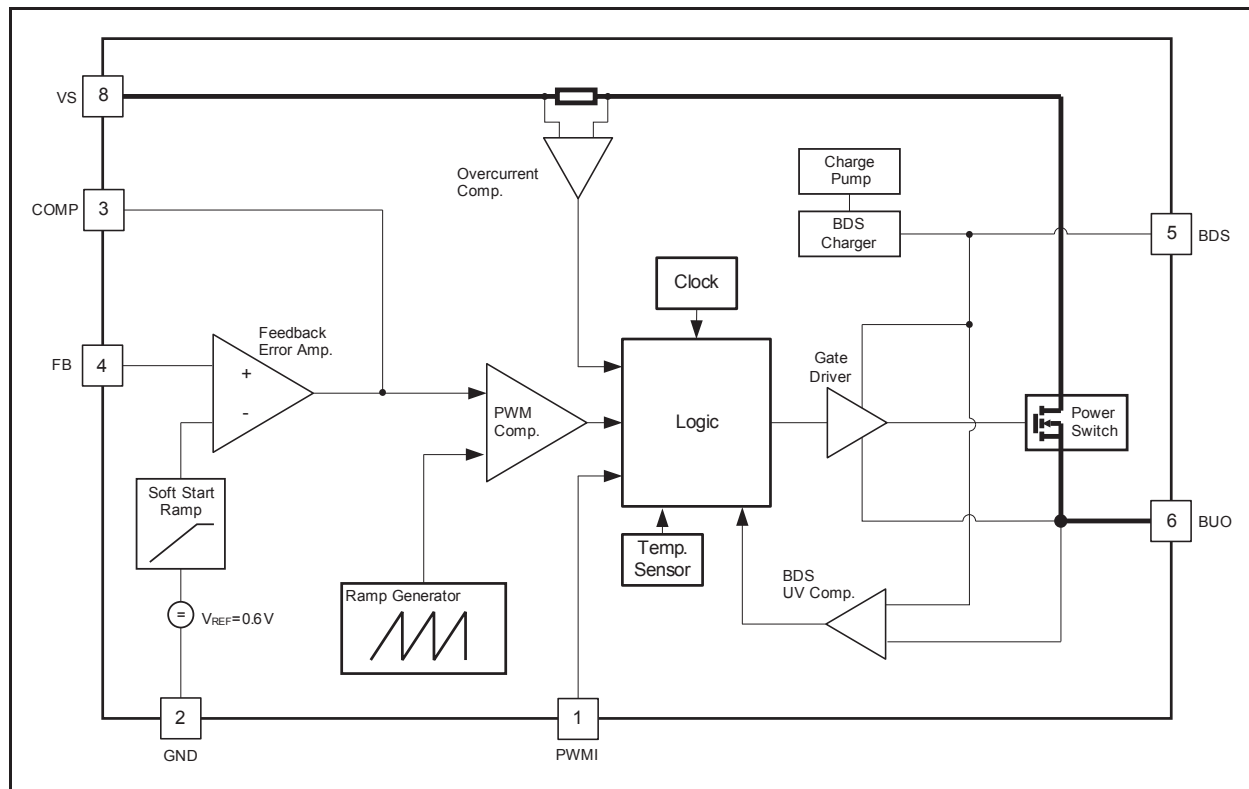 VS
8
COMP
3
Overcurrent
Comp.
Charge
Pump
BDS
Charger
5
BDS
Clock
FB
4
Feedback
Error Amp.
+
-
PWM
Comp.
Logic
Gate
Driver
Power
Switch
Soft Start
Ramp
=
VREF=0.6V
Ramp Generator
Temp.
Sensor
BDS
UV Comp.
6
BUO
2
GND
1
PWMI